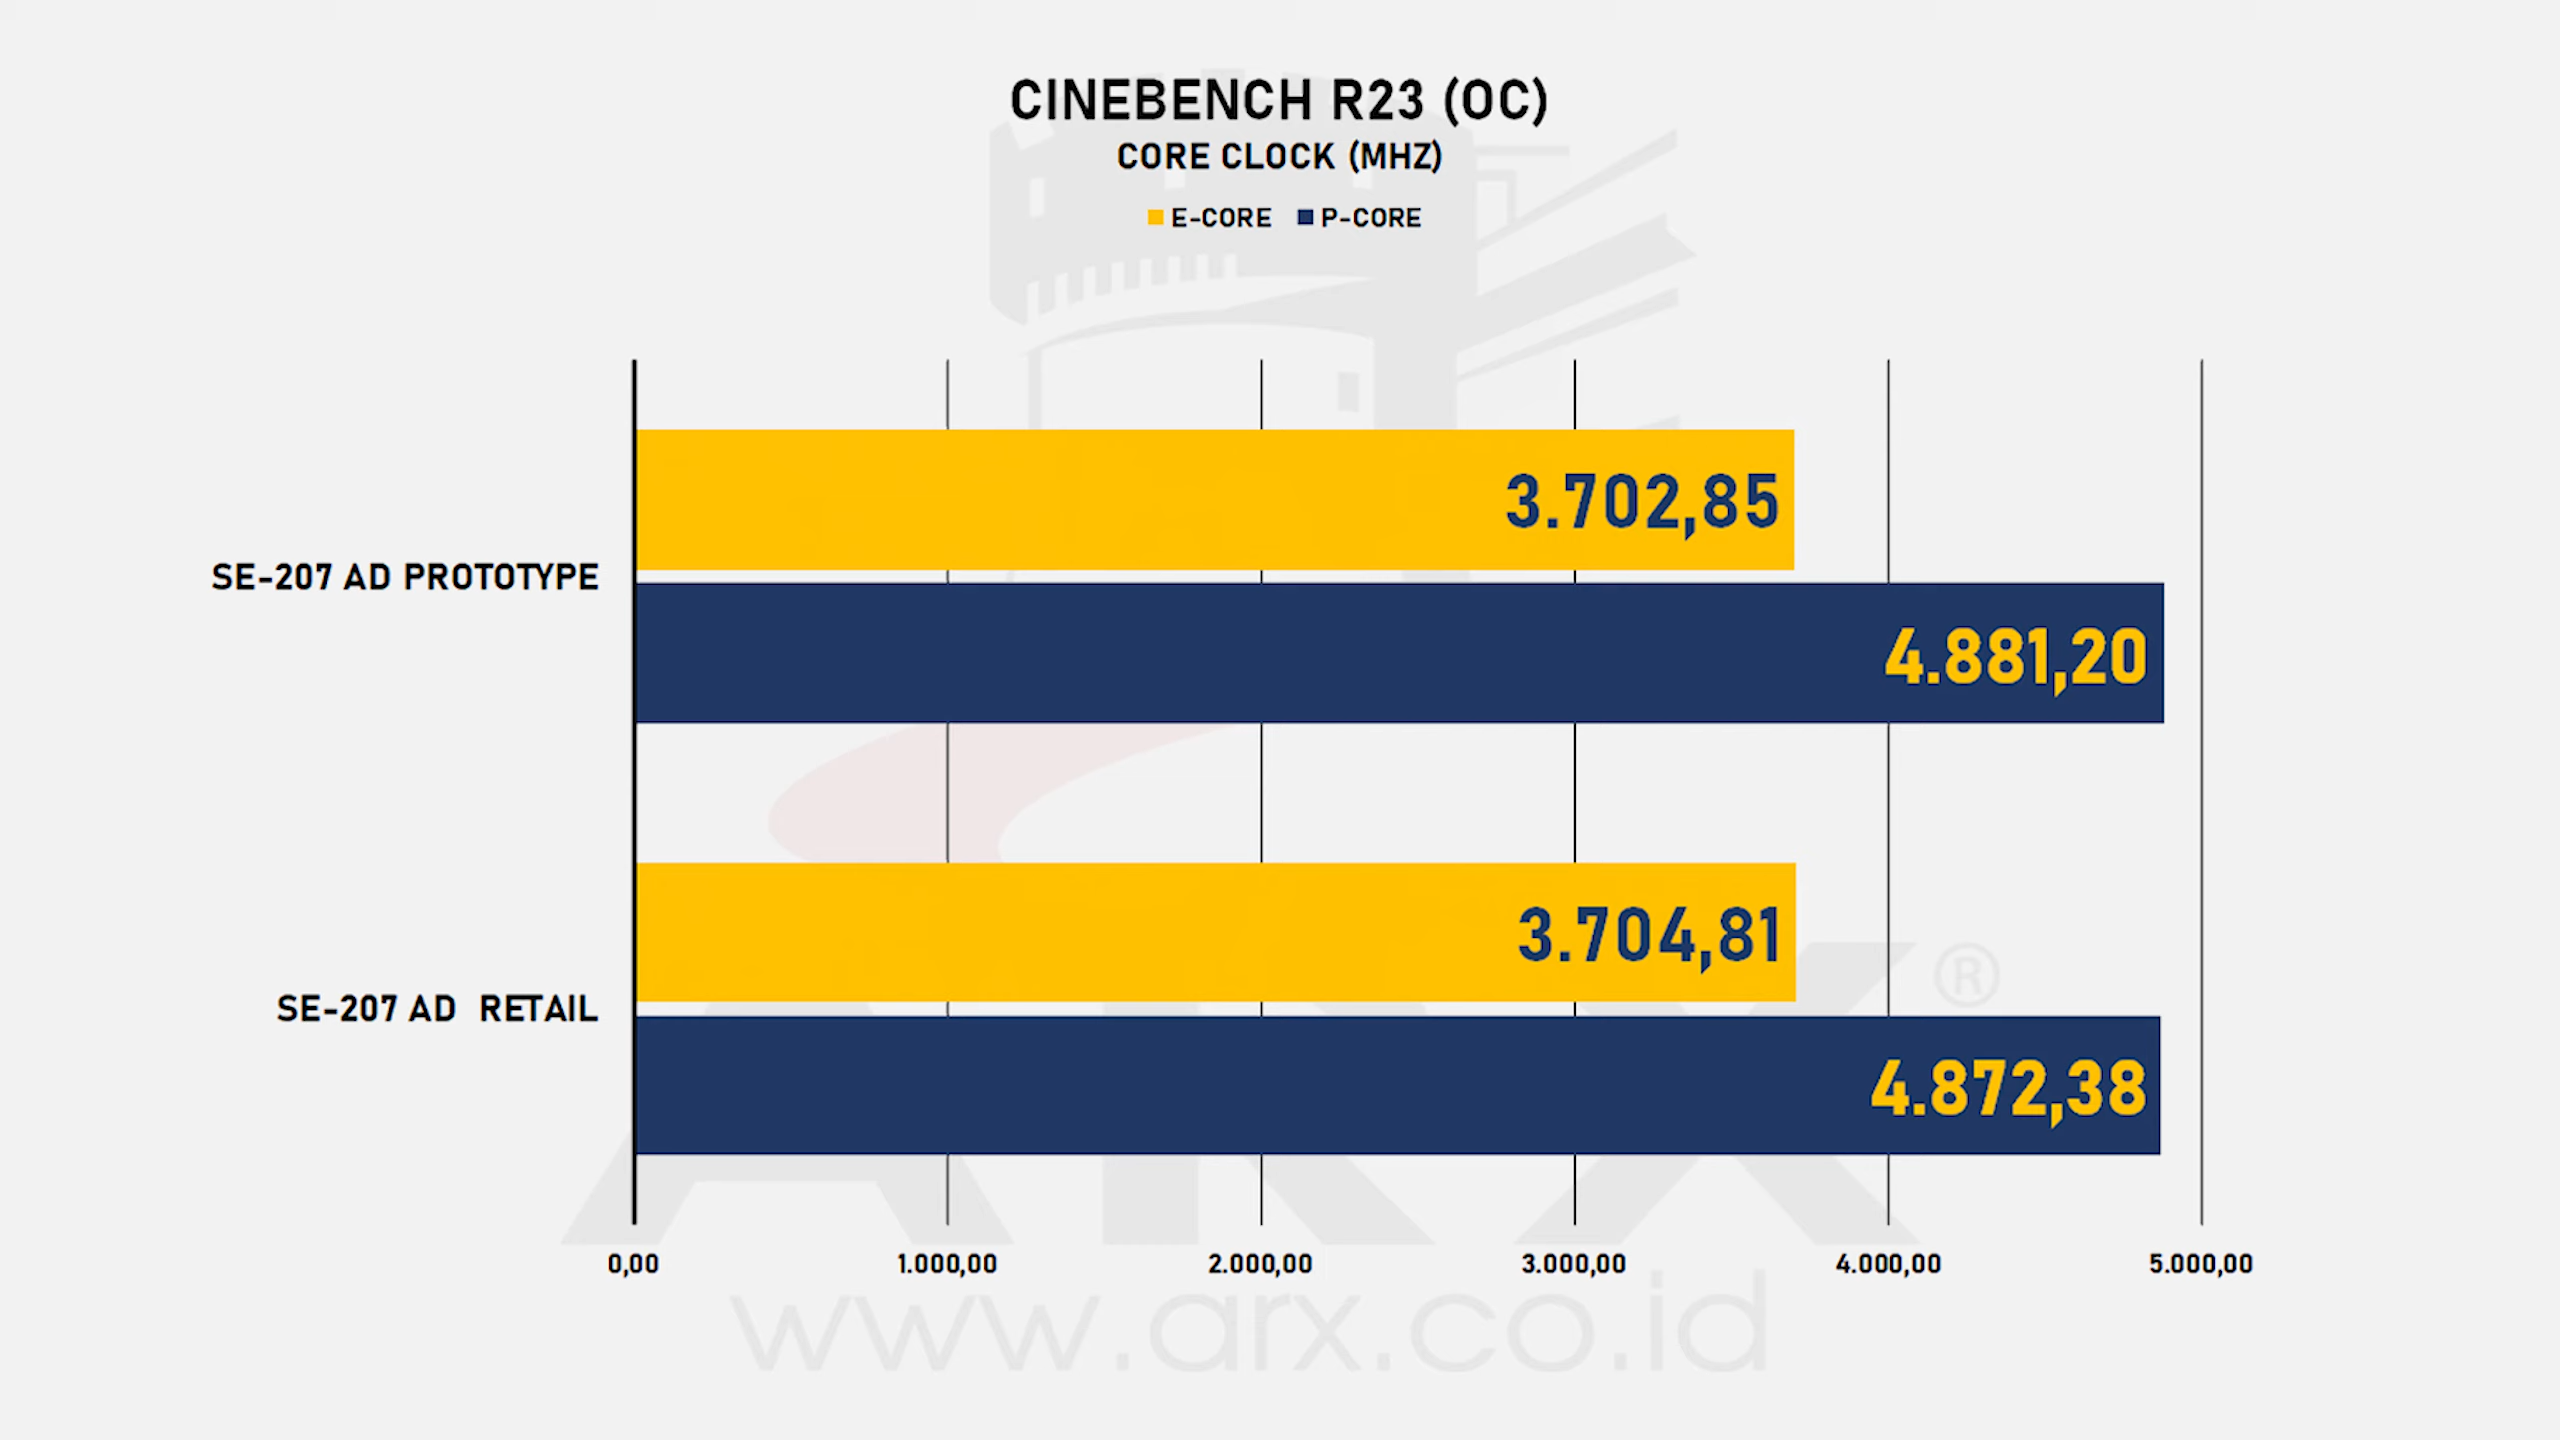 CINEBENCH R23 (OC)
CORE CLOCK (MHZ)
E-CORE P-CORE
3.702,85
SE-207 AD PROTOTYPE
4.881,20
3.704,81
SE-207 AD RETAIL
4.872,38
0,00 1.000,00 2.000,00 3.000,00 4.000,00 5.000,00
ARX®
www.arx.co.id